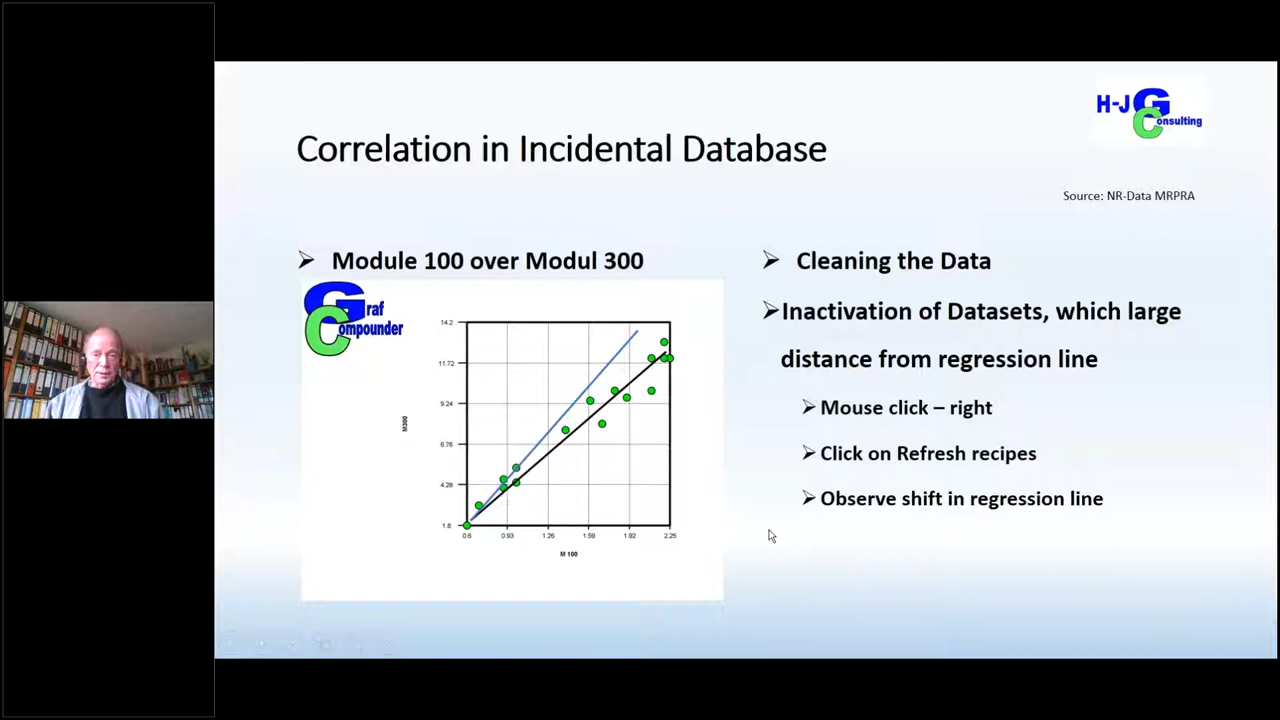 H-J G
Consulting
Correlation in Incidental Database
Source: NR-Data MRPRA
Module 100 over Modul 300
Graf
Compounder
14.2
11.72
9.24
6.76
4.28
1.8
M300
0.6 0.93 1.26 1.59 1.92 2.25
M 100
Cleaning the Data
Inactivation of Datasets, which large
distance from regression line
Mouse click – right
Click on Refresh recipes
Observe shift in regression line